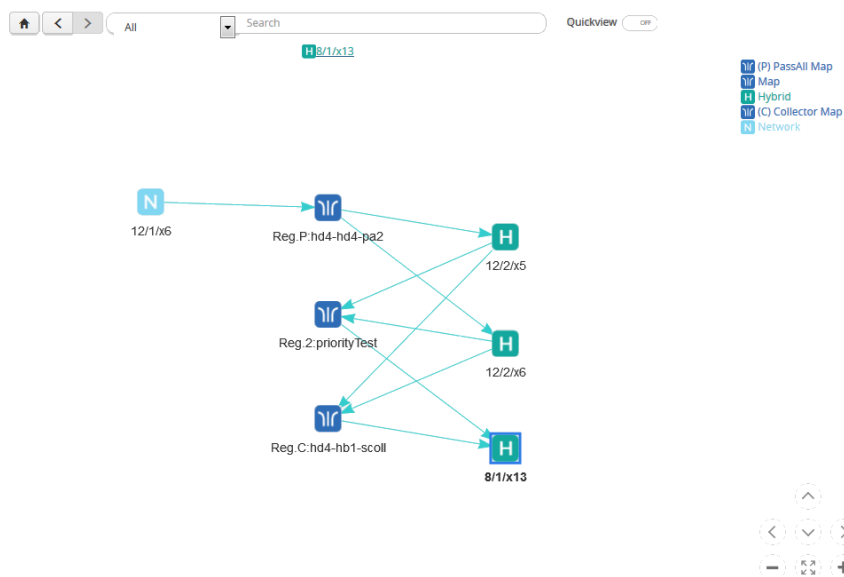 All
Search
Quickview
OFF
H 8/1/x13
(P) PassAll Map
Map
H Hybrid
(C) Collector Map
N Network
N
12/1/x6
Reg.P:hd4-hd4-pa2
H
12/2/x5
Reg.2:priorityTest
H
12/2/x6
Reg.C:hd4-hb1-scoll
H
8/1/x13